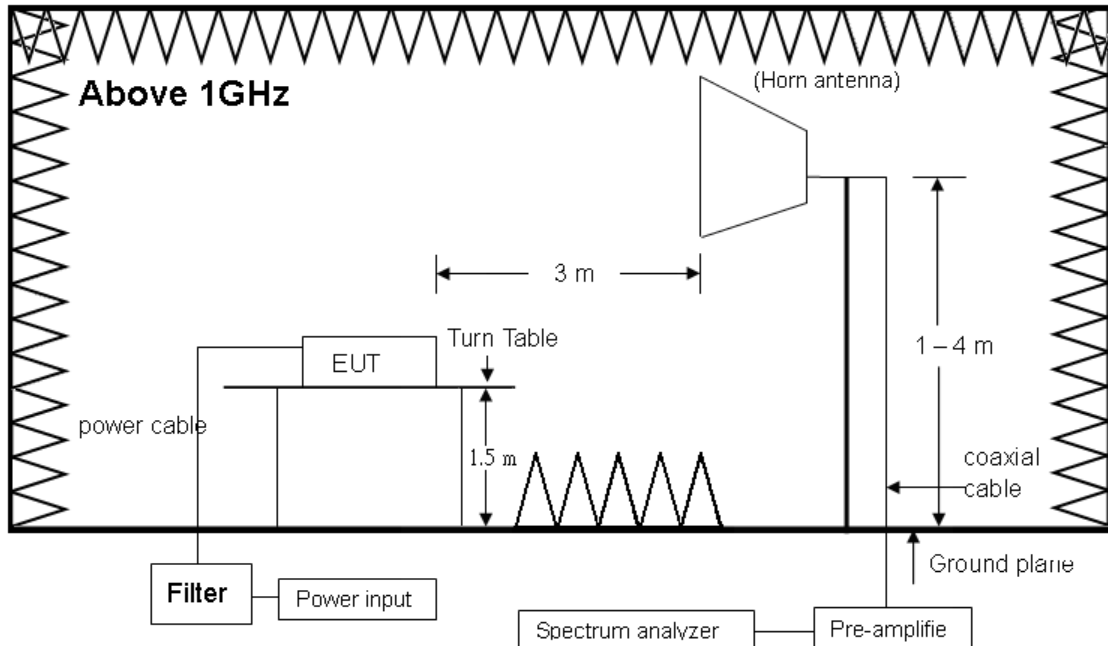 (Horn antenna)
Above 1GHz
3 m
Turn Table
1 – 4 m
EUT
power cable
1.5 m
coaxial
cable
Ground plane
Filter
Power input
Spectrum analyzer
Pre-amplifie